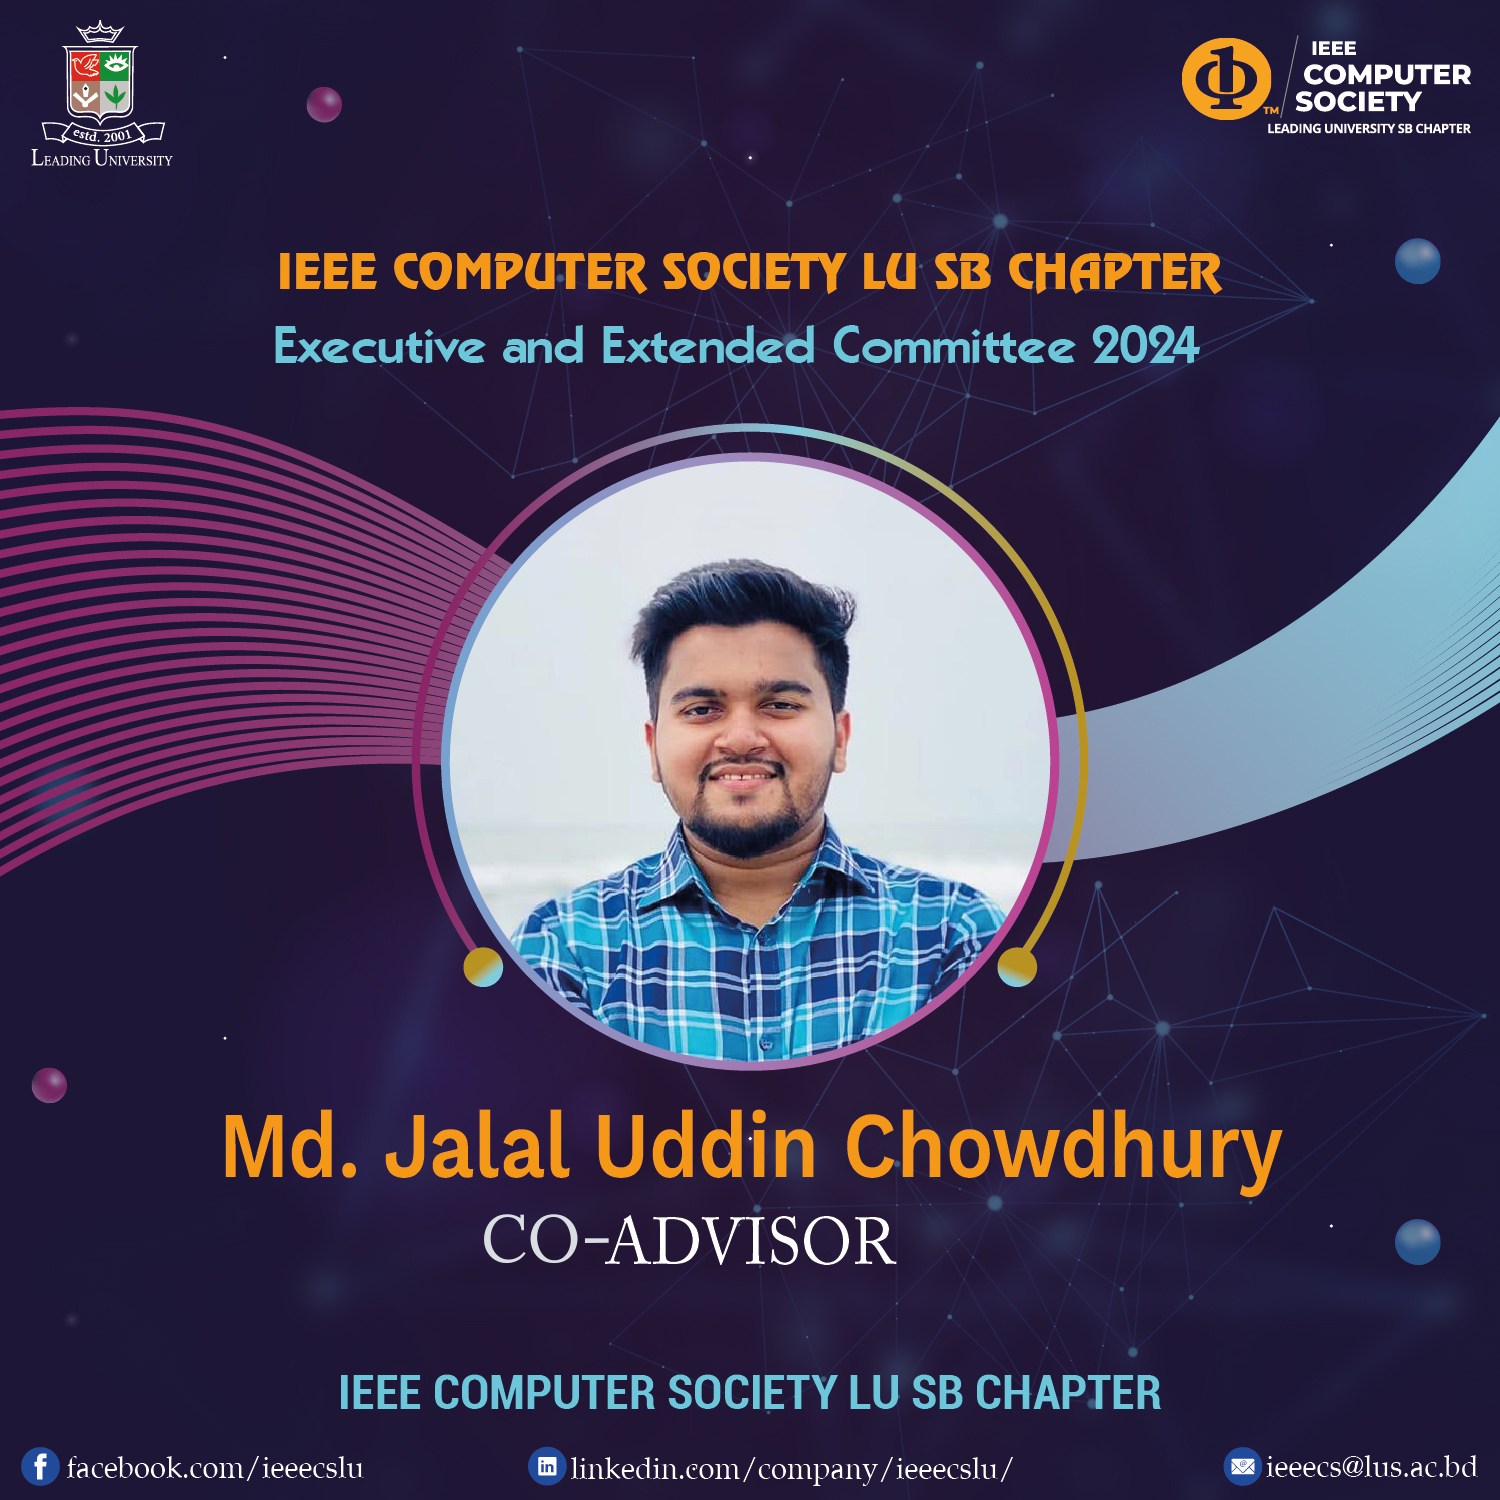 estd. 2001
LEADING UNIVERSITY
IEEE
COMPUTER
SOCIETY
TM
LEADING UNIVERSITY SB CHAPTER
IEEE COMPUTER SOCIETY LU SB CHAPTER
Executive and Extended Committee 2024
Md. Jalal Uddin Chowdhury
CO-ADVISOR
IEEE COMPUTER SOCIETY LU SB CHAPTER
facebook.com/ieeecslu
linkedin.com/company/ieeecslu/
ieeecs@lus.ac.bd